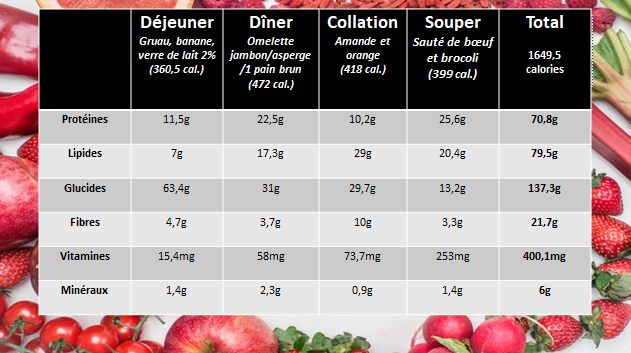 Déjeuner Dîner Collation Souper Total
Gruau, banane, verre de lait 2% (360,5 cal.)
Omelette jambon/asperge /1 pain brun (472 cal.)
Amande et orange (418 cal.)
Sauté de bœuf et brocoli (399 cal.)
1649,5 calories
Protéines 11,5g 22,5g 10,2g 25,6g 70,8g
Lipides 7g 17,3g 29g 20,4g 79,5g
Glucides 63,4g 31g 29,7g 13,2g 137,3g
Fibres 4,7g 3,7g 10g 3,3g 21,7g
Vitamines 15,4mg 58mg 73,7mg 253mg 400,1mg
Minéraux 1,4g 2,3g 0,9g 1,4g 6g